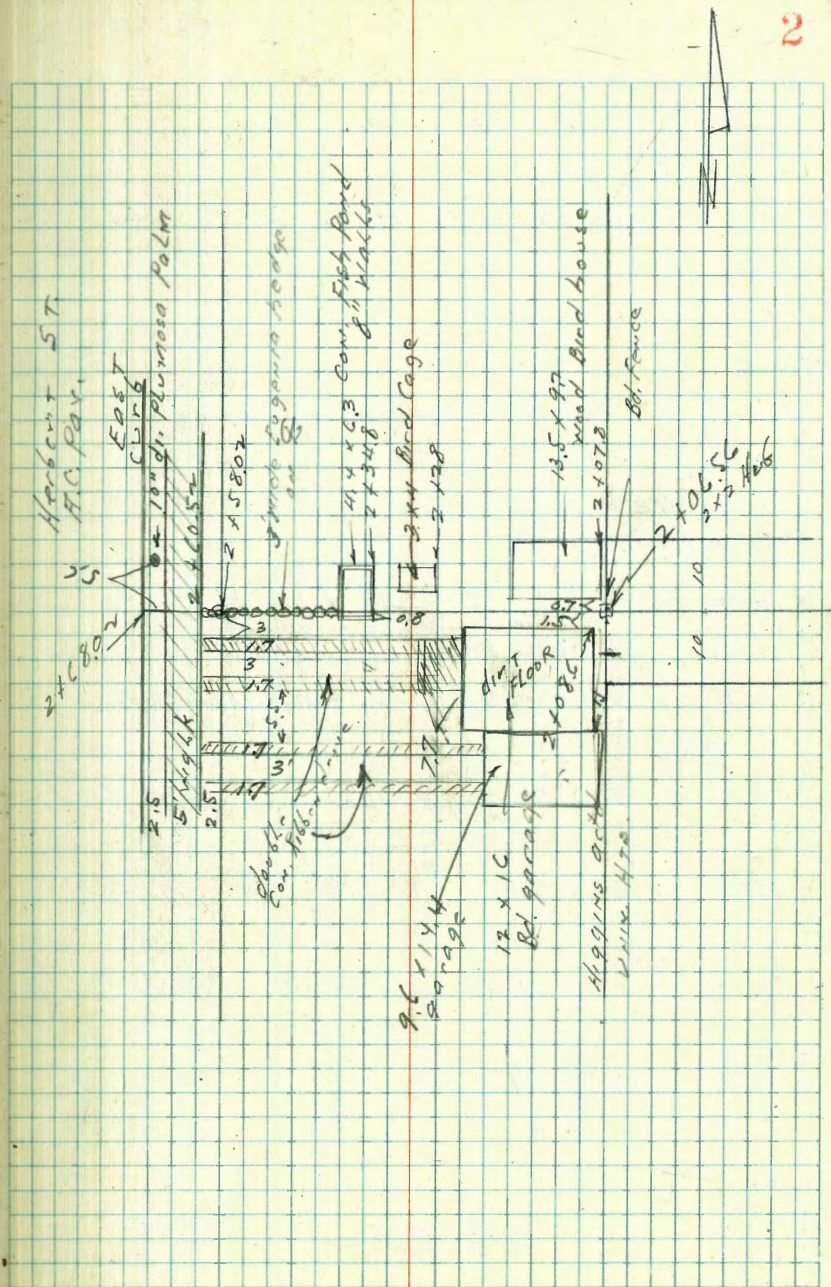 2
Herbert ST.
A.C. Pav.
EAST
Curb
10" di. Plumosa Palm
2+68.02
2+60.52
2+58.02
Eugenia hedge
on
4.4 x 6.3 Con. Fish Pond
8" Walls
2+34.8
0.8
3x4 Bird Cage
2+28
13.5 x 9.7
Wood Bird house
2+07.8
Bd. Fence
2+06.56
2x2 Hub
10
10
0.7
1.5
2.5
5' Walk
2.5
3
1.7
3
1.7
5.5
1.7
3'
1.7
double
Con. Ribbon drive
7.7
dirt
FLOOR
2+08.6
9.6 x 14.4
garage
12 x 16
Bd. garage
Higgins
Univ. Hts.
N